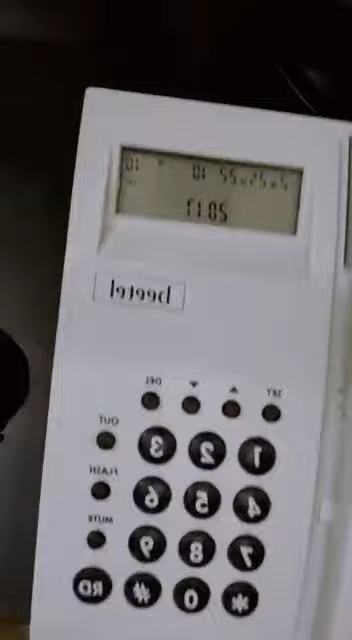 beetel
SET ▲ ▼ DEL
1 2 3 OUT
4 5 6 FLASH
7 8 9 MUTE
* 0 # RD